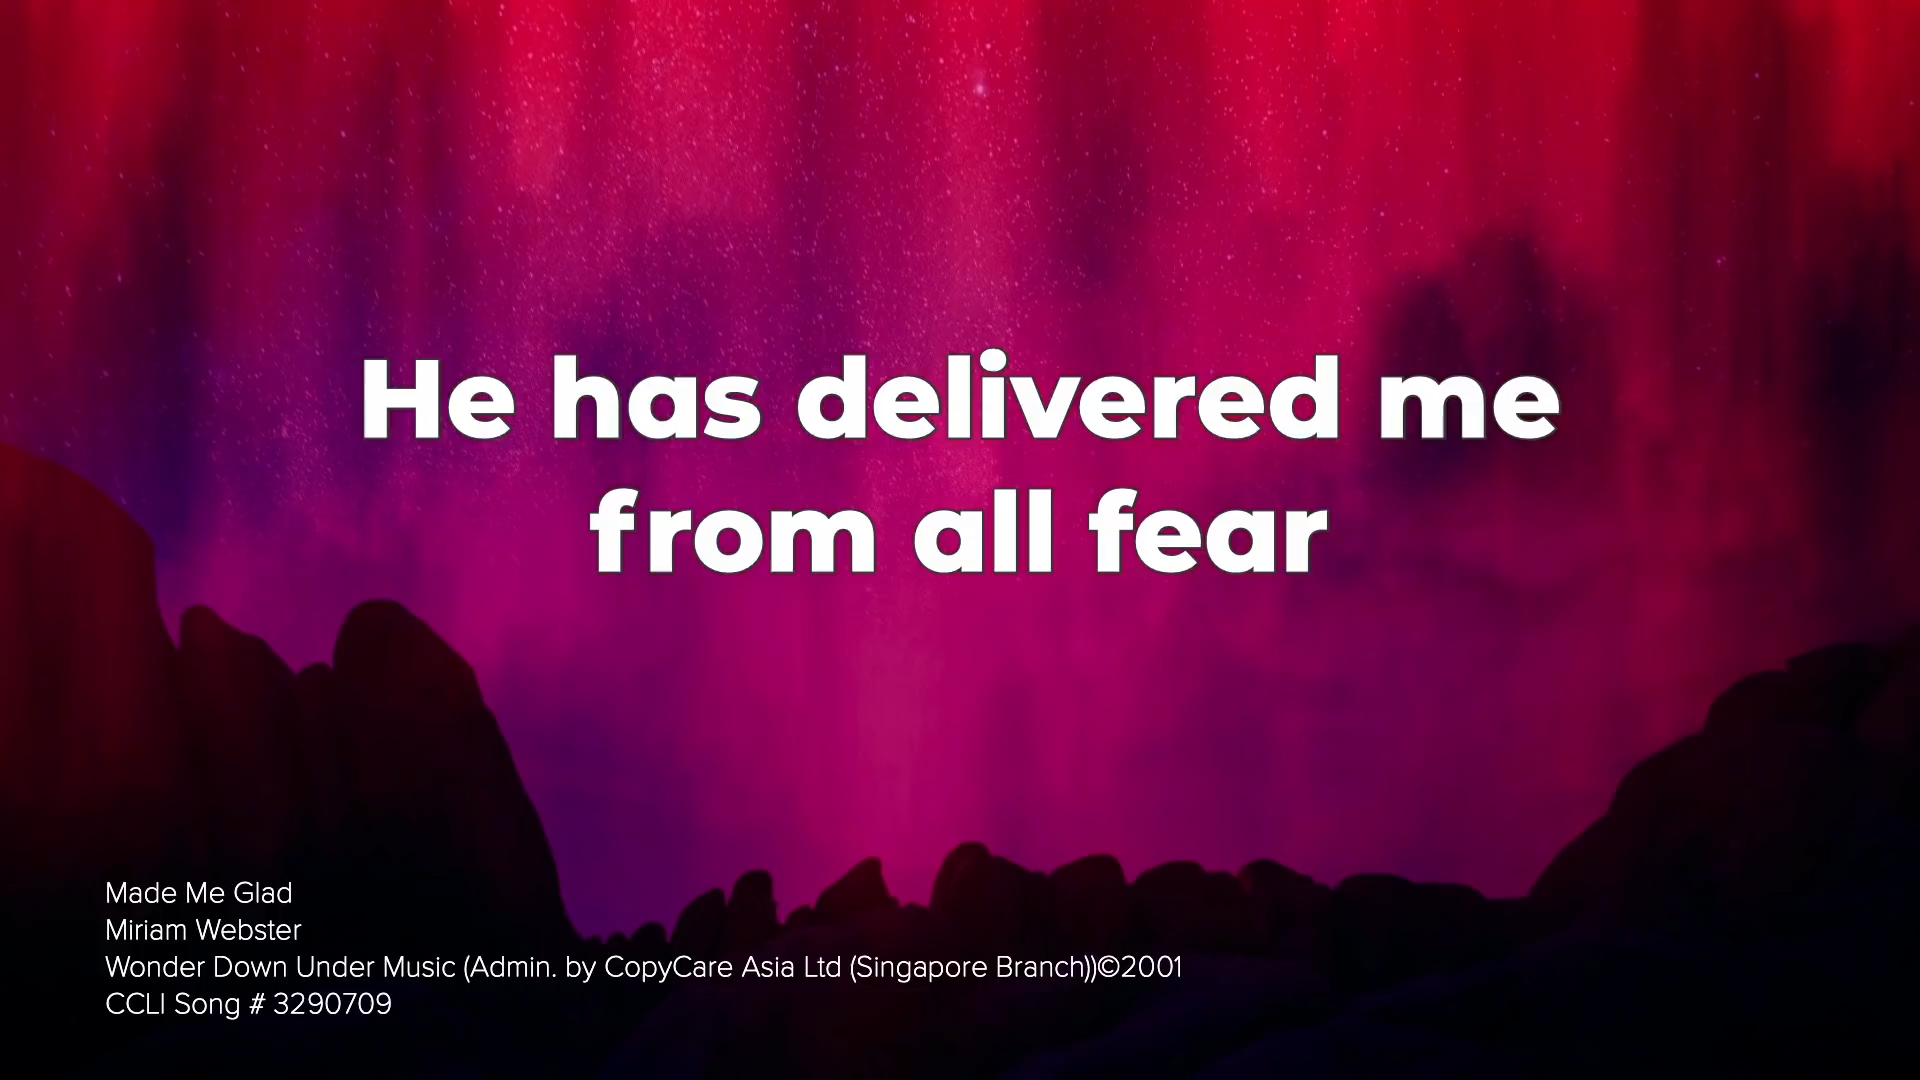 He has delivered me
from all fear
Made Me Glad
Miriam Webster
Wonder Down Under Music (Admin. by CopyCare Asia Ltd (Singapore Branch))©2001
CCLI Song # 3290709